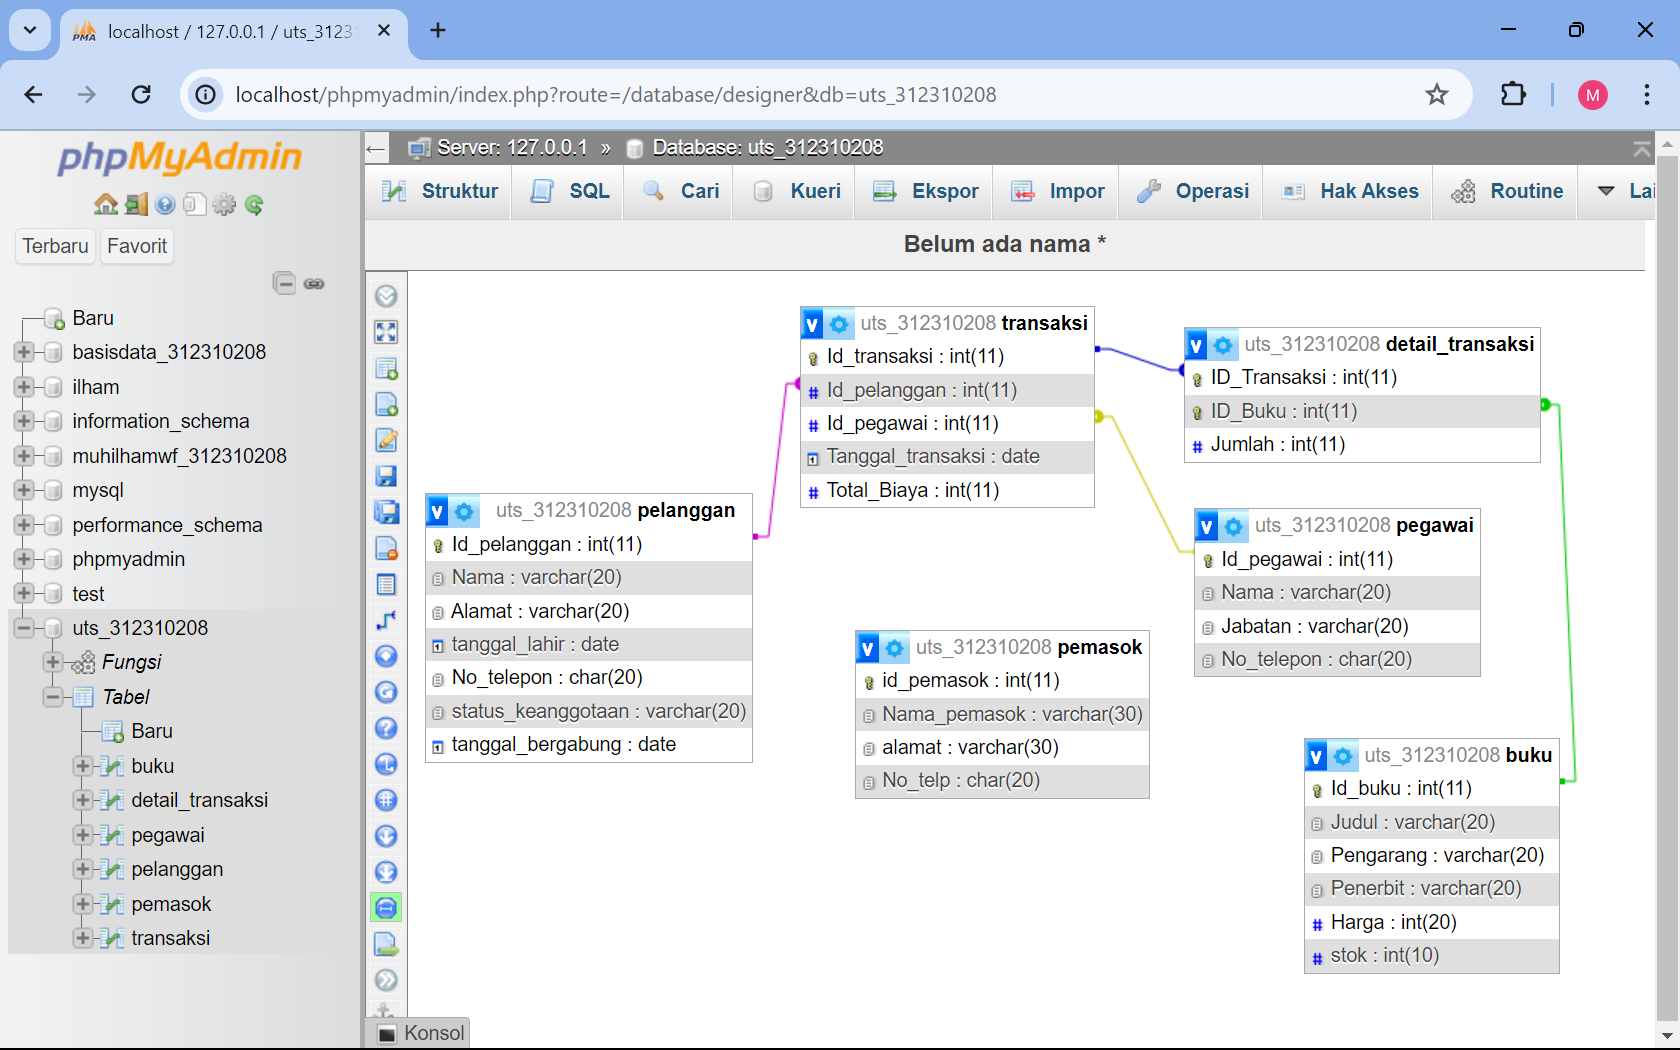 localhost / 127.0.0.1 / uts_3123
localhost/phpmyadmin/index.php?route=/database/designer&db=uts_312310208
M
phpMyAdmin
Terbaru
Favorit
Baru
basisdata_312310208
ilham
information_schema
muhilhamwf_312310208
mysql
performance_schema
phpmyadmin
test
uts_312310208
Fungsi
Tabel
Baru
buku
detail_transaksi
pegawai
pelanggan
pemasok
transaksi
Server: 127.0.0.1 » Database: uts_312310208
Struktur SQL Cari Kueri Ekspor Impor Operasi Hak Akses Routine Lai
Belum ada nama *
uts_312310208 transaksi
Id_transaksi : int(11)
Id_pelanggan : int(11)
Id_pegawai : int(11)
Tanggal_transaksi : date
Total_Biaya : int(11)
uts_312310208 detail_transaksi
ID_Transaksi : int(11)
ID_Buku : int(11)
Jumlah : int(11)
uts_312310208 pelanggan
Id_pelanggan : int(11)
Nama : varchar(20)
Alamat : varchar(20)
tanggal_lahir : date
No_telepon : char(20)
status_keanggotaan : varchar(20)
tanggal_bergabung : date
uts_312310208 pegawai
Id_pegawai : int(11)
Nama : varchar(20)
Jabatan : varchar(20)
No_telepon : char(20)
uts_312310208 pemasok
id_pemasok : int(11)
Nama_pemasok : varchar(30)
alamat : varchar(30)
No_telp : char(20)
uts_312310208 buku
Id_buku : int(11)
Judul : varchar(20)
Pengarang : varchar(20)
Penerbit : varchar(20)
Harga : int(20)
stok : int(10)
Konsol